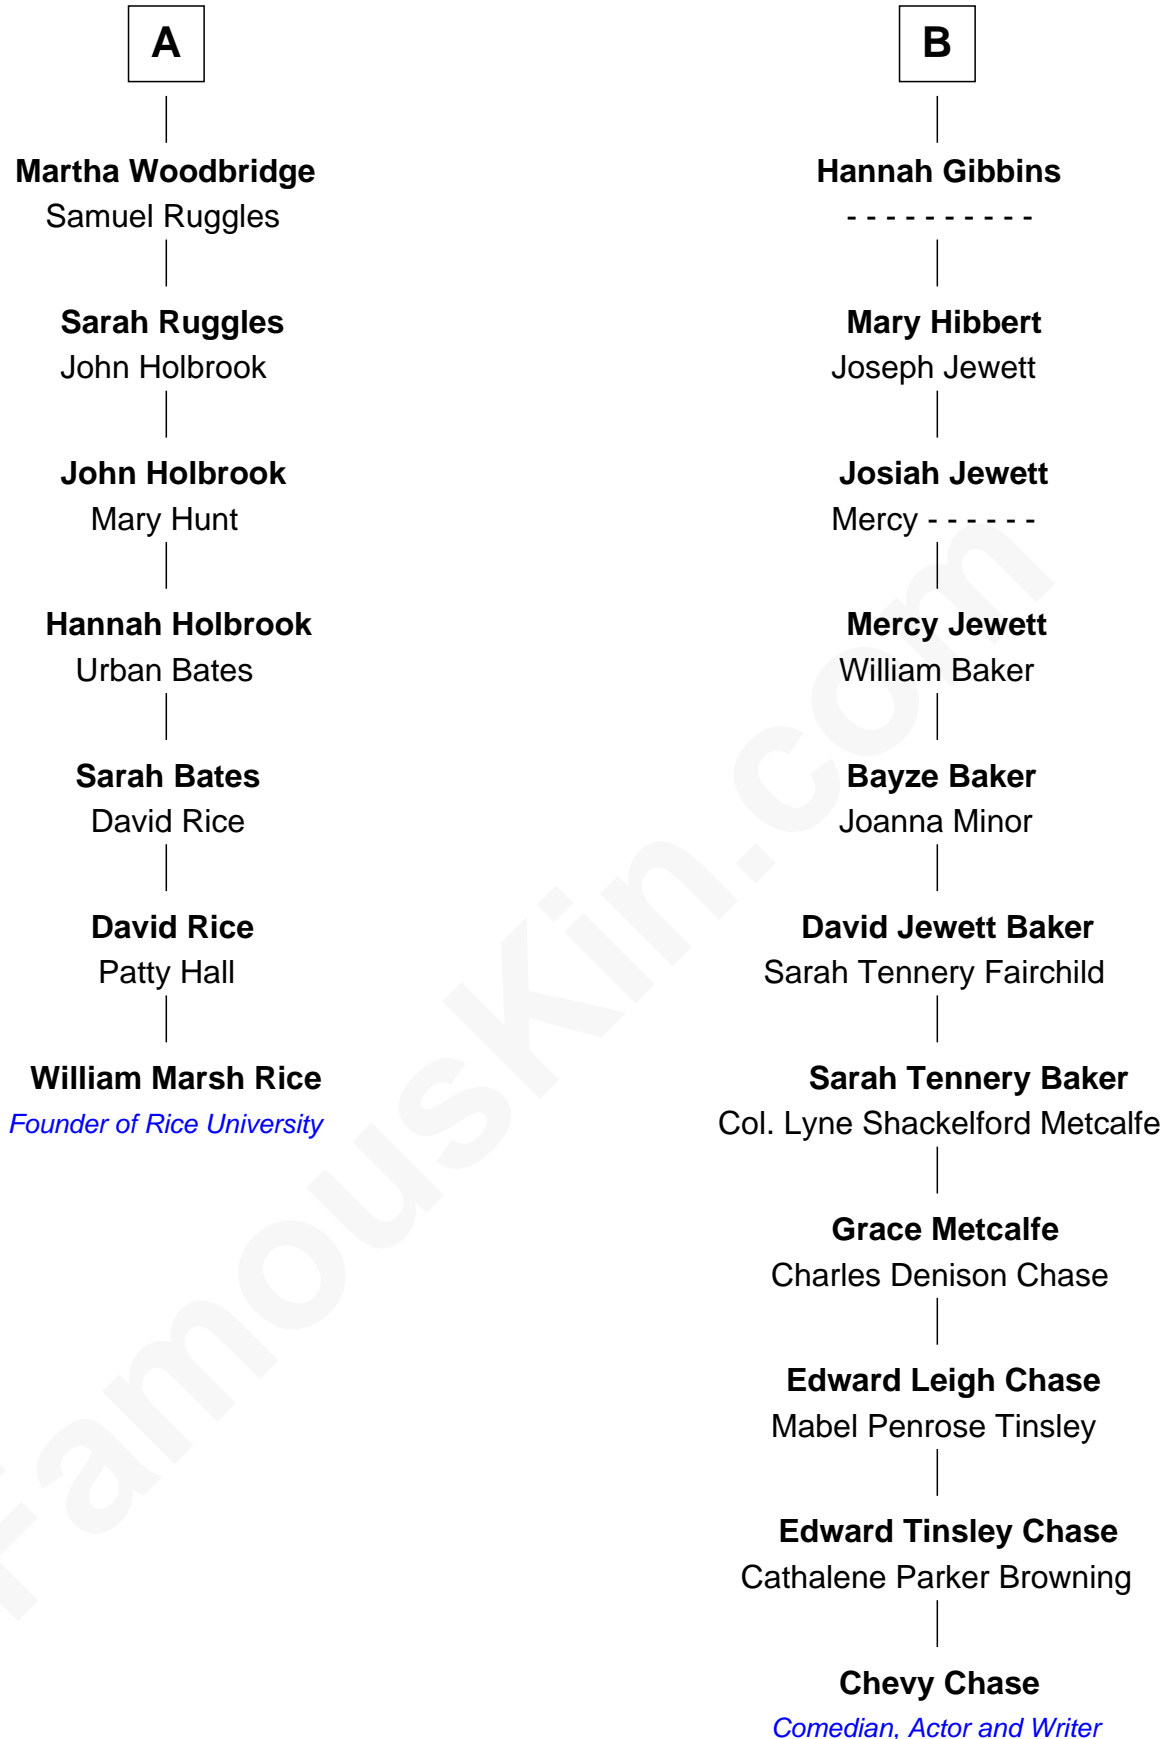 A
Martha Woodbridge
Samuel Ruggles
Sarah Ruggles
John Holbrook
John Holbrook
Mary Hunt
Hannah Holbrook
Urban Bates
Sarah Bates
David Rice
David Rice
Patty Hall
William Marsh Rice
Founder of Rice University
B
Hannah Gibbins
- - - - - - - - - -
Mary Hibbert
Joseph Jewett
Josiah Jewett
Mercy - - - - - -
Mercy Jewett
William Baker
Bayze Baker
Joanna Minor
David Jewett Baker
Sarah Tennery Fairchild
Sarah Tennery Baker
Col. Lyne Shackelford Metcalfe
Grace Metcalfe
Charles Denison Chase
Edward Leigh Chase
Mabel Penrose Tinsley
Edward Tinsley Chase
Cathalene Parker Browning
Chevy Chase
Comedian, Actor and Writer
FamousKin.com